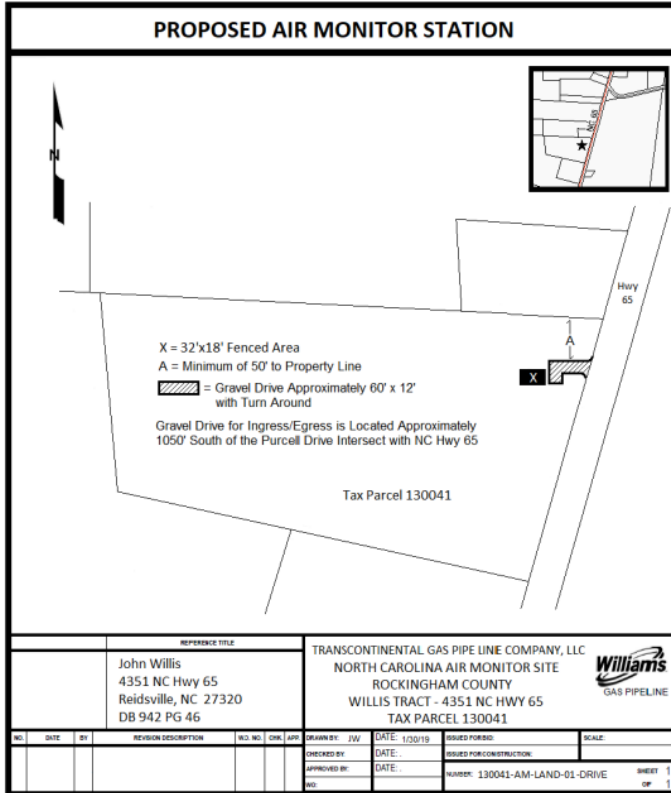 PROPOSED AIR MONITOR STATION
N
NC 65
Hwy
65
X = 32'x18' Fenced Area
A = Minimum of 50' to Property Line
= Gravel Drive Approximately 60' x 12'
with Turn Around
Gravel Drive for Ingress/Egress is Located Approximately
1050' South of the Purcell Drive Intersect with NC Hwy 65
A
X
Tax Parcel 130041
REFERENCE TITLE
John Willis
4351 NC Hwy 65
Reidsville, NC 27320
DB 942 PG 46
TRANSCONTINENTAL GAS PIPE LINE COMPANY, LLC
NORTH CAROLINA AIR MONITOR SITE
ROCKINGHAM COUNTY
WILLIS TRACT - 4351 NC HWY 65
TAX PARCEL 130041
Williams
GAS PIPELINE
NO. DATE BY REVISION DESCRIPTION W.O. NO. CHK. APP.
DRAWN BY: JW DATE: 1/30/19 ISSUED FOR BID: SCALE:
CHECKED BY: DATE: . ISSUED FOR CONSTRUCTION:
APPROVED BY: DATE: .
WO:
NUMBER: 130041-AM-LAND-01-DRIVE
SHEET 1
OF 1